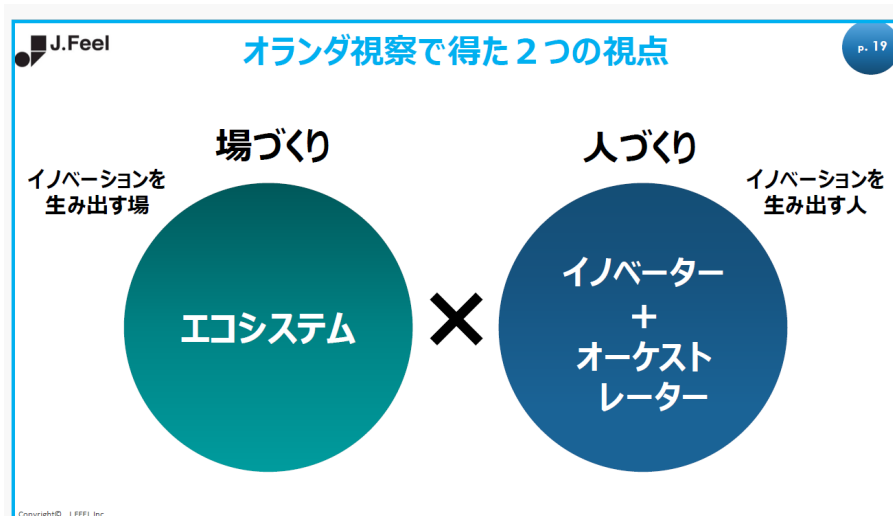 J.Feel
オランダ視察で得た２つの視点
p. 19
場づくり
人づくり
イノベーションを
生み出す場
イノベーションを
生み出す人
エコシステム
×
イノベーター
+
オーケスト
レーター
Copyright© J.FEEL Inc.